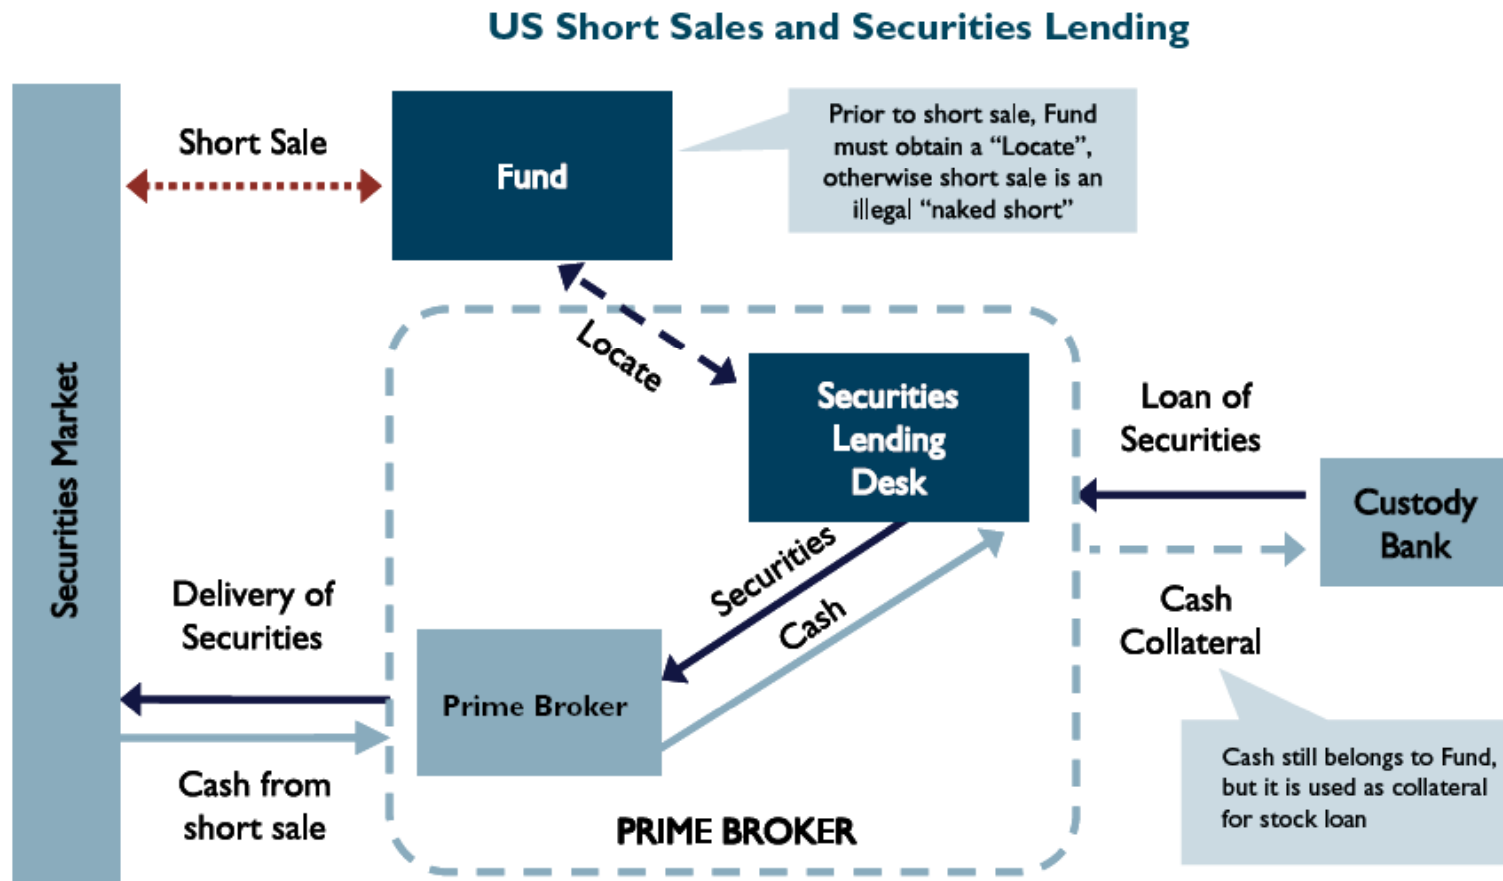 US Short Sales and Securities Lending
Short Sale
Fund
Prior to short sale, Fund
must obtain a “Locate”,
otherwise short sale is an
illegal “naked short”
Locate
Securities Market
Securities
Lending
Desk
Loan of
Securities
Custody
Bank
Securities
Cash
Cash
Collateral
Delivery of
Securities
Prime Broker
Cash from
short sale
PRIME BROKER
Cash still belongs to Fund,
but it is used as collateral
for stock loan